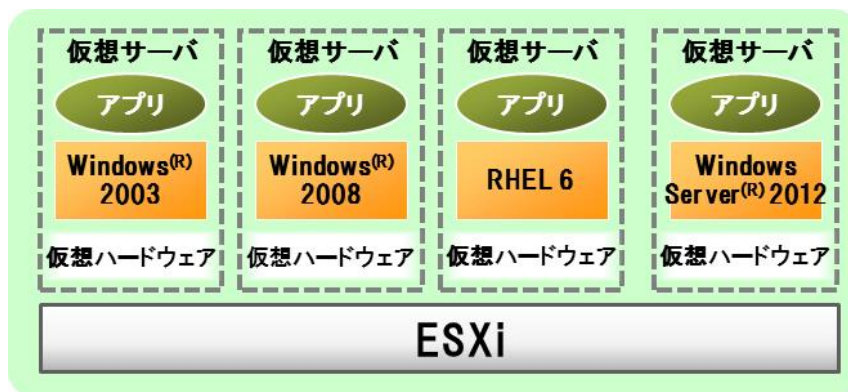 仮想サーバ
アプリ
Windows(R)
2003
仮想ハードウェア
仮想サーバ
アプリ
Windows(R)
2008
仮想ハードウェア
仮想サーバ
アプリ
RHEL 6
仮想ハードウェア
仮想サーバ
アプリ
Windows
Server(R) 2012
仮想ハードウェア
ESXi